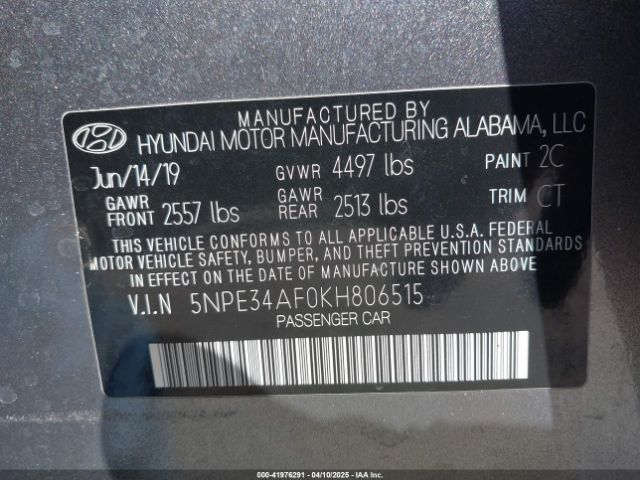 MANUFACTURED BY
HYUNDAI MOTOR MANUFACTURING ALABAMA, LLC
Jun/14/19 GVWR 4497 lbs PAINT 2C
GAWR FRONT 2557 lbs GAWR REAR 2513 lbs TRIM CT
THIS VEHICLE CONFORMS TO ALL APPLICABLE U.S.A. FEDERAL
MOTOR VEHICLE SAFETY, BUMPER, AND THEFT PREVENTION STANDARDS
IN EFFECT ON THE DATE OF MANUFACTURE SHOWN ABOVE.
V.I.N 5NPE34AF0KH806515
PASSENGER CAR
000-41976291 - 04/10/2025 - IAA Inc. (C)